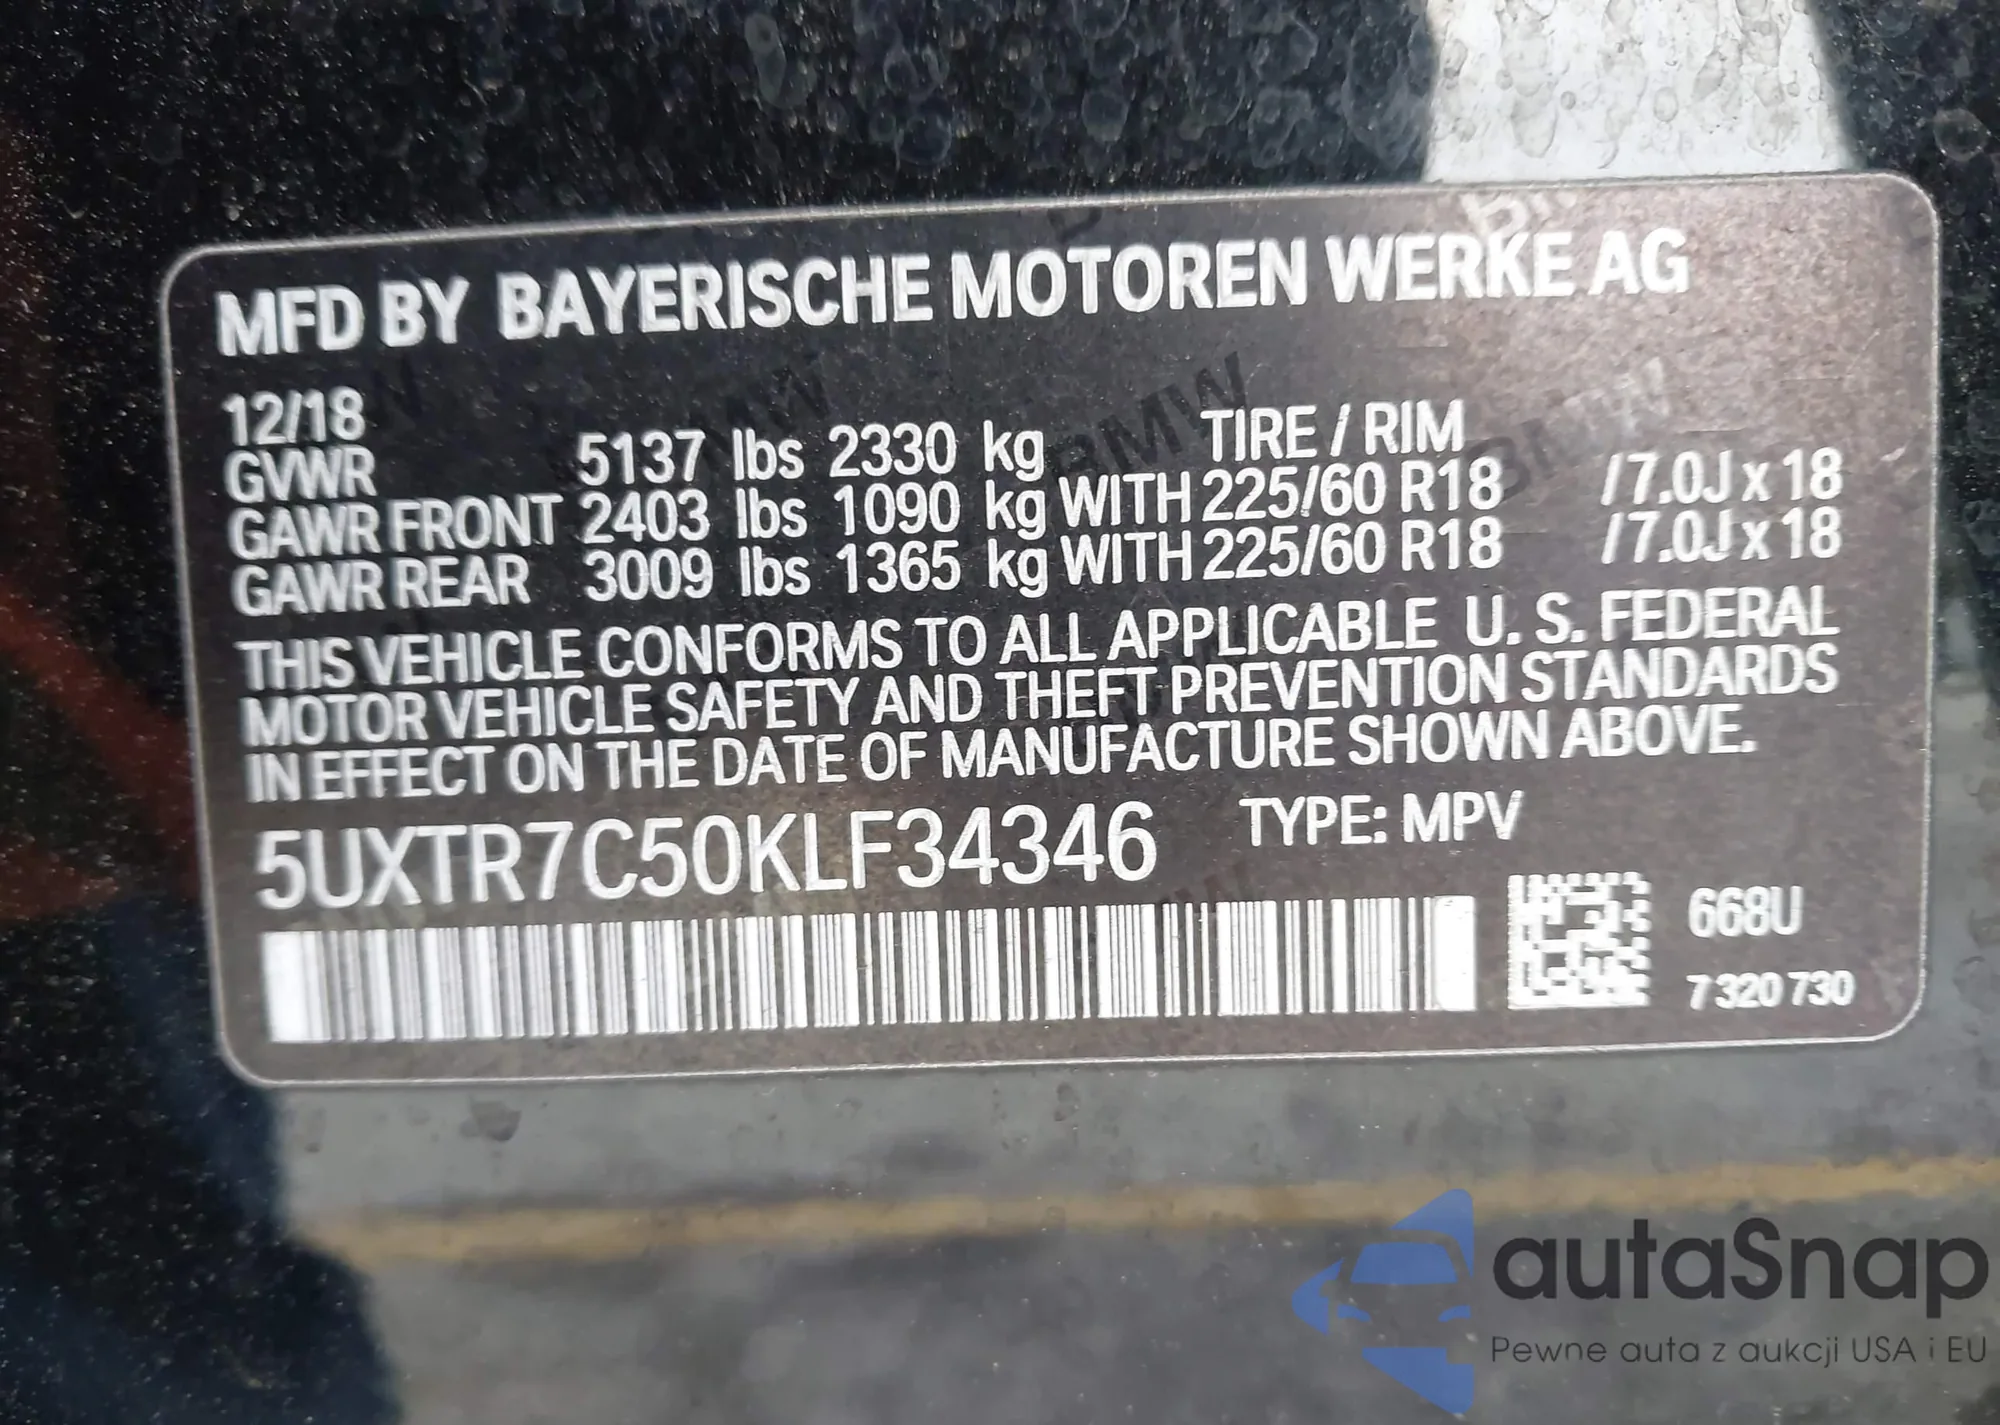 MFD BY BAYERISCHE MOTOREN WERKE AG
12/18 TIRE / RIM
GVWR 5137 lbs 2330 kg
GAWR FRONT 2403 lbs 1090 kg WITH 225/60 R18 /7.0J x 18
GAWR REAR 3009 lbs 1365 kg WITH 225/60 R18 /7.0J x 18
THIS VEHICLE CONFORMS TO ALL APPLICABLE U. S. FEDERAL
MOTOR VEHICLE SAFETY AND THEFT PREVENTION STANDARDS
IN EFFECT ON THE DATE OF MANUFACTURE SHOWN ABOVE.
5UXTR7C50KLF34346 TYPE: MPV
668U
7 320 730
BMW
BMW
BMW
autaSnap
Pewne auta z aukcji USA i EU